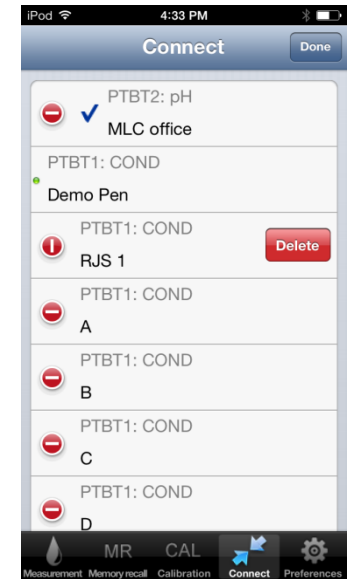 iPod 4:33 PM
Connect Done
PTBT2: pH
MLC office
PTBT1: COND
Demo Pen
PTBT1: COND
RJS 1 Delete
PTBT1: COND
A
PTBT1: COND
B
PTBT1: COND
C
PTBT1: COND
D
MR CAL
Measurement Memory recall Calibration Connect Preferences